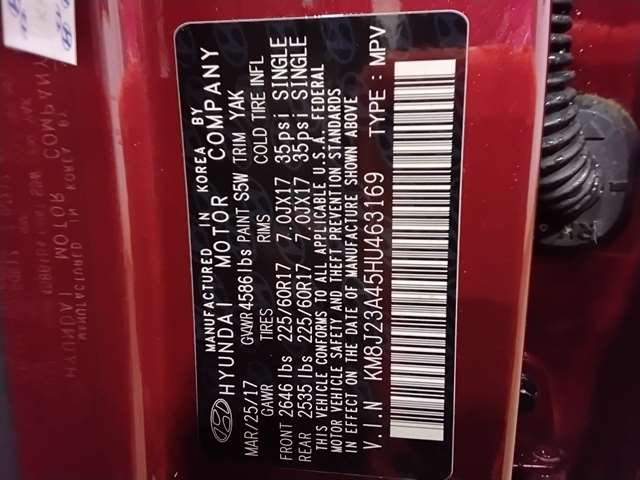 MANUFACTURED IN KOREA BY
HYUNDAI MOTOR COMPANY
MAR/25/17 GVWR 4586 lbs PAINT S5W TRIM YAK
GAWR TIRES RIMS COLD TIRE INFL
FRONT 2646 lbs 225/60R17 7.0JX17 35psi SINGLE
REAR 2535 lbs 225/60R17 7.0JX17 35psi SINGLE
THIS VEHICLE CONFORMS TO ALL APPLICABLE U.S.A. FEDERAL
MOTOR VEHICLE SAFETY AND THEFT PREVENTION STANDARDS
IN EFFECT ON THE DATE OF MANUFACTURE SHOWN ABOVE
V.I.N KM8J23A45HU463169 TYPE : MPV